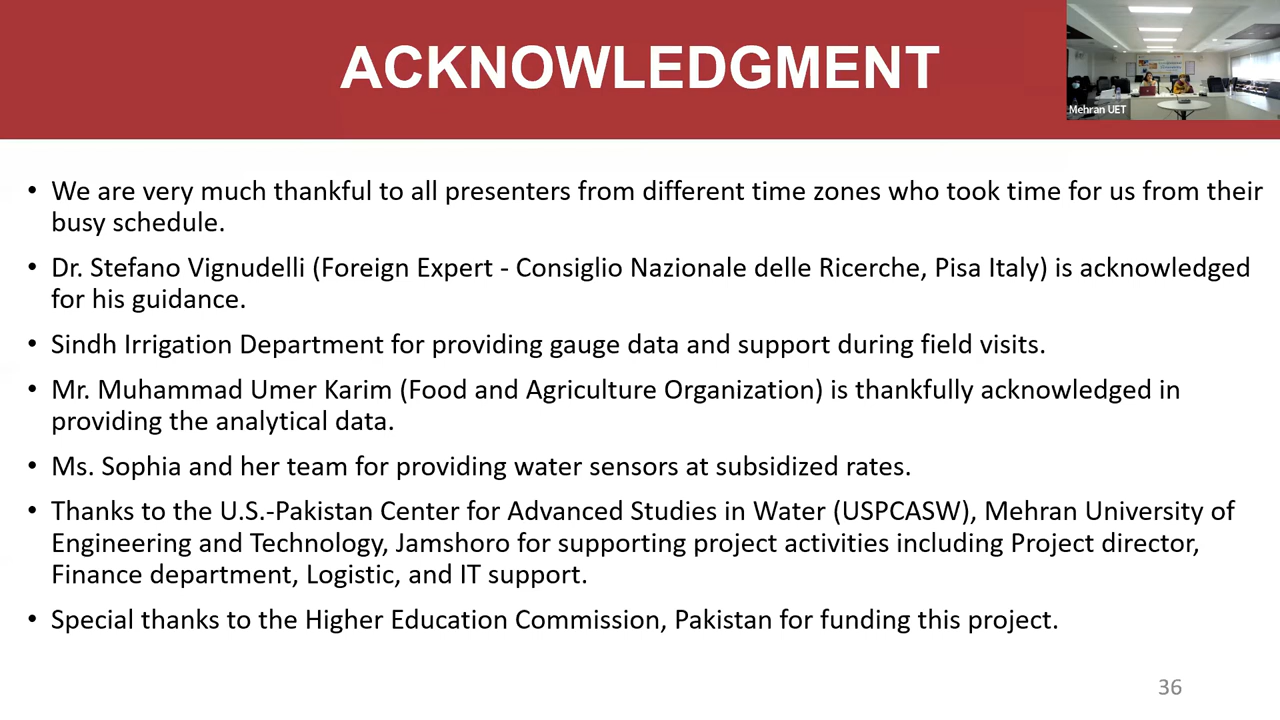 ACKNOWLEDGMENT
Mehran UET
• We are very much thankful to all presenters from different time zones who took time for us from their
busy schedule.
• Dr. Stefano Vignudelli (Foreign Expert - Consiglio Nazionale delle Ricerche, Pisa Italy) is acknowledged
for his guidance.
• Sindh Irrigation Department for providing gauge data and support during field visits.
• Mr. Muhammad Umer Karim (Food and Agriculture Organization) is thankfully acknowledged in
providing the analytical data.
• Ms. Sophia and her team for providing water sensors at subsidized rates.
• Thanks to the U.S.-Pakistan Center for Advanced Studies in Water (USPCASW), Mehran University of
Engineering and Technology, Jamshoro for supporting project activities including Project director,
Finance department, Logistic, and IT support.
• Special thanks to the Higher Education Commission, Pakistan for funding this project.
36